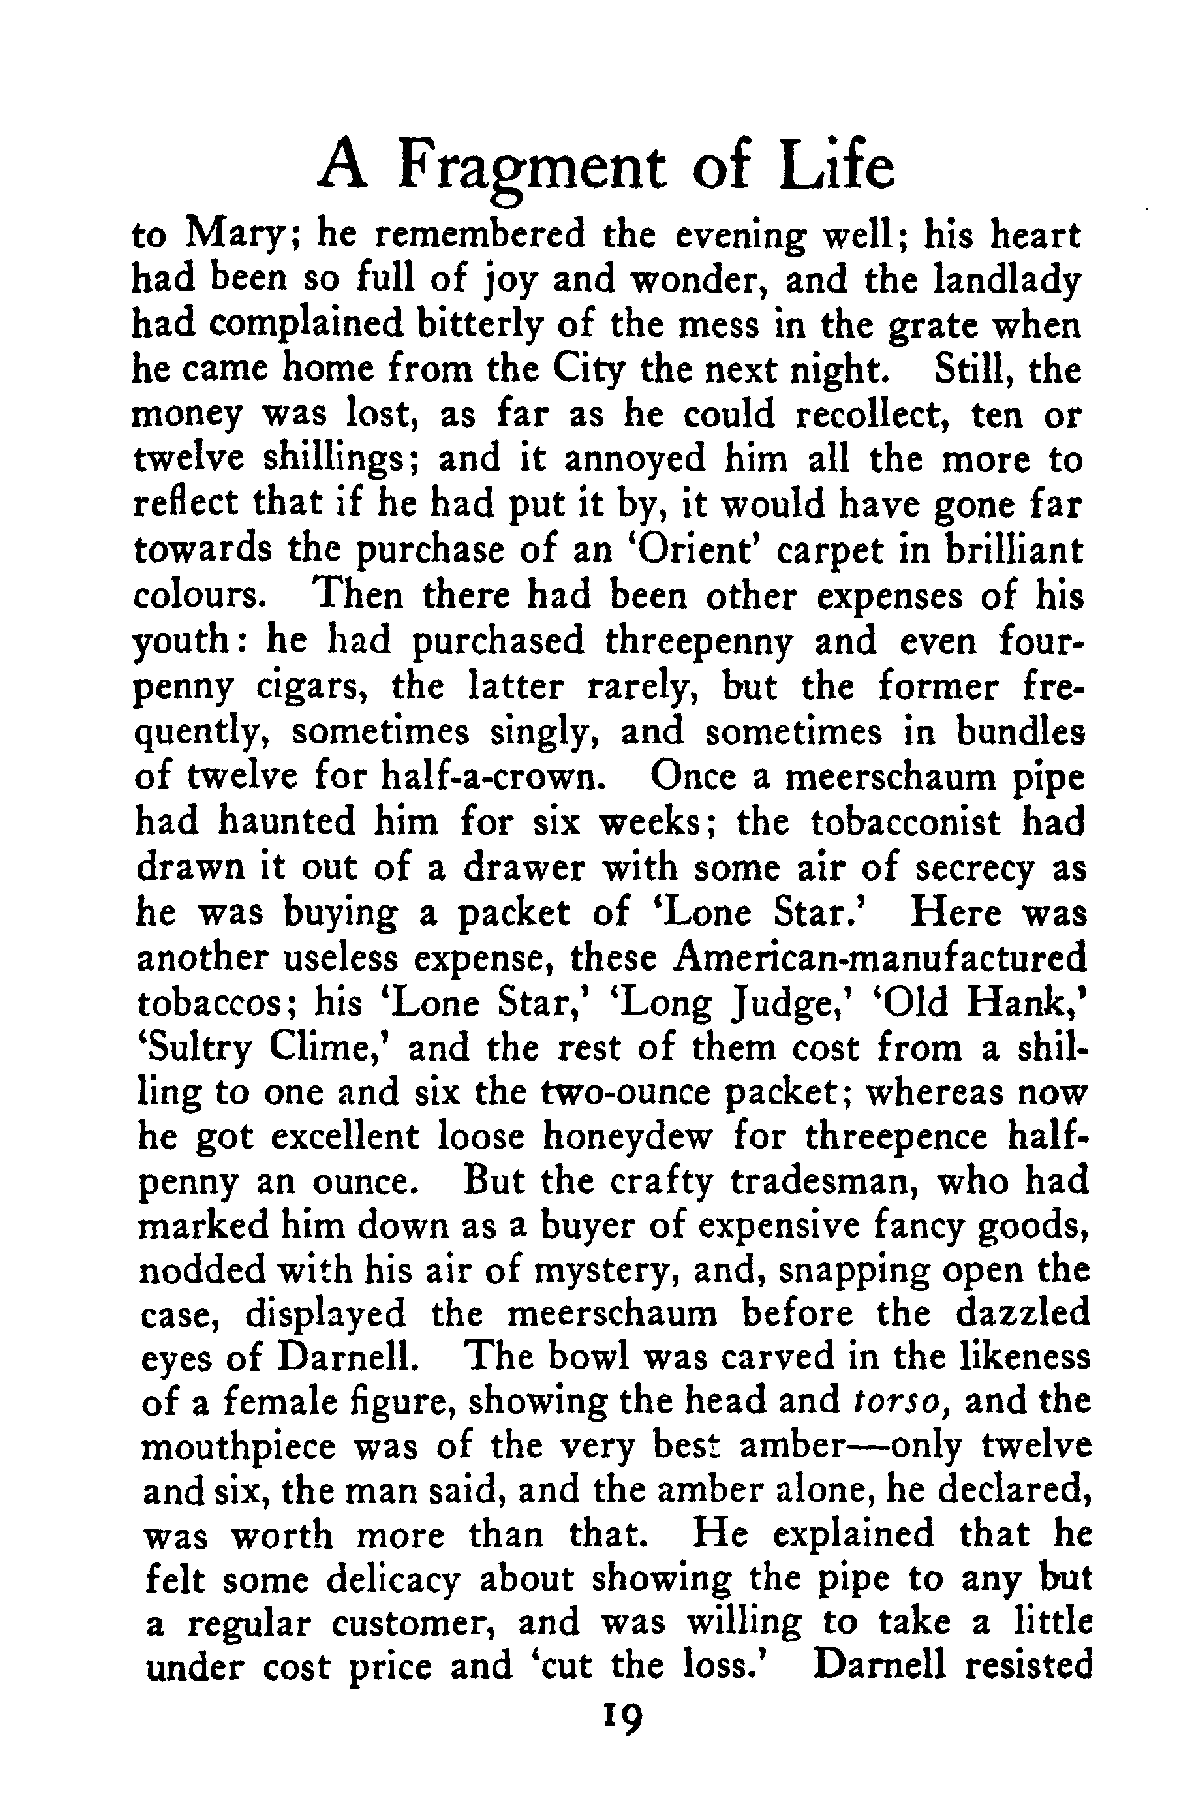 A Fragment of Life
to Mary; he remembered the evening well; his heart
had been so full of joy and wonder, and the landlady
had complained bitterly of the mess in the grate when
he came home from the City the next night. Still, the
money was lost, as far as he could recollect, ten or
twelve shillings; and it annoyed him all the more to
reflect that if he had put it by, it would have gone far
towards the purchase of an ‘Orient’ carpet in brilliant
colours. Then there had been other expenses of his
youth: he had purchased threepenny and even four-
penny cigars, the latter rarely, but the former fre-
quently, sometimes singly, and sometimes in bundles
of twelve for half-a-crown. Once a meerschaum pipe
had haunted him for six weeks; the tobacconist had
drawn it out of a drawer with some air of secrecy as
he was buying a packet of ‘Lone Star.’ Here was
another useless expense, these American-manufactured
tobaccos; his ‘Lone Star,’ ‘Long Judge,’ ‘Old Hank,’
‘Sultry Clime,’ and the rest of them cost from a shil-
ling to one and six the two-ounce packet; whereas now
he got excellent loose honeydew for threepence half-
penny an ounce. But the crafty tradesman, who had
marked him down as a buyer of expensive fancy goods,
nodded with his air of mystery, and, snapping open the
case, displayed the meerschaum before the dazzled
eyes of Darnell. The bowl was carved in the likeness
of a female figure, showing the head and torso, and the
mouthpiece was of the very best amber—only twelve
and six, the man said, and the amber alone, he declared,
was worth more than that. He explained that he
felt some delicacy about showing the pipe to any but
a regular customer, and was willing to take a little
under cost price and ‘cut the loss.’ Darnell resisted
19